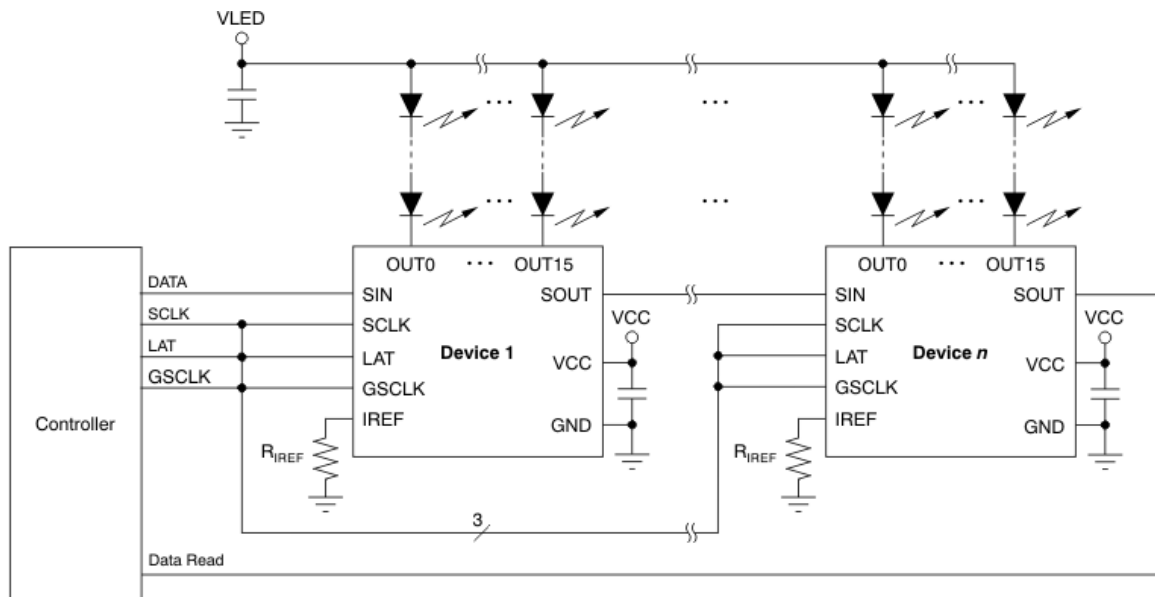 VLED
OUT0 ... OUT15
OUT0 ... OUT15
DATA
SIN
SOUT
SIN
SOUT
SCLK
SCLK
SCLK
VCC
VCC
LAT
LAT
Device 1
VCC
LAT
Device n
VCC
GSCLK
GSCLK
GSCLK
Controller
IREF
GND
IREF
GND
RIREF
RIREF
3
Data Read